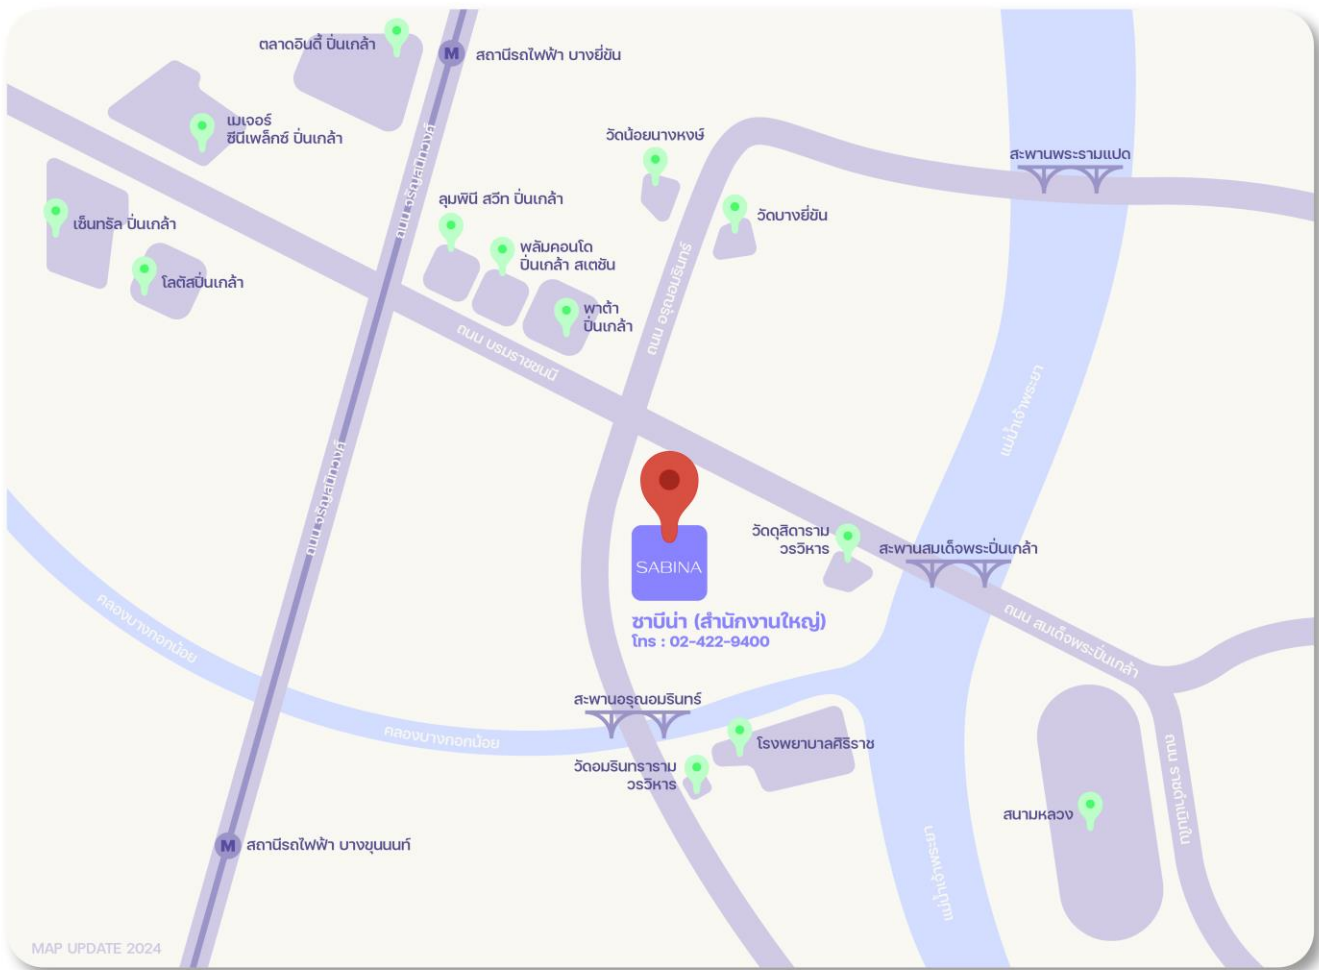 ตลาดอินดี้ ปิ่นเกล้า
M
สถานีรถไฟฟ้า บางยี่ขัน
เมเจอร์
ซีนีเพล็กซ์ ปิ่นเกล้า
ถนน จรัญสนิทวงศ์
วัดน้อยนางหงษ์
สะพานพระรามแปด
ลุมพินี สวีท ปิ่นเกล้า
วัดบางยี่ขัน
เซ็นทรัล ปิ่นเกล้า
พลัมคอนโด
ปิ่นเกล้า สเตชัน
โลตัสปิ่นเกล้า
พาต้า
ปิ่นเกล้า
ถนน อรุณอมรินทร์
ถนน บรมราชชนนี
แม่น้ำเจ้าพระยา
ถนน จรัญสนิทวงศ์
วัดดุสิดาราม
วรวิหาร
สะพานสมเด็จพระปิ่นเกล้า
SABINA
ซาบีน่า (สำนักงานใหญ่)
โทร : 02-422-9400
คลองบางกอกน้อย
ถนน สมเด็จพระปิ่นเกล้า
สะพานอรุณอมรินทร์
คลองบางกอกน้อย
โรงพยาบาลศิริราช
วัดอมรินทราราม
วรวิหาร
ถนน ราชดำเนินใน
สนามหลวง
M
สถานีรถไฟฟ้า บางขุนนนท์
แม่น้ำเจ้าพระยา
MAP UPDATE 2024